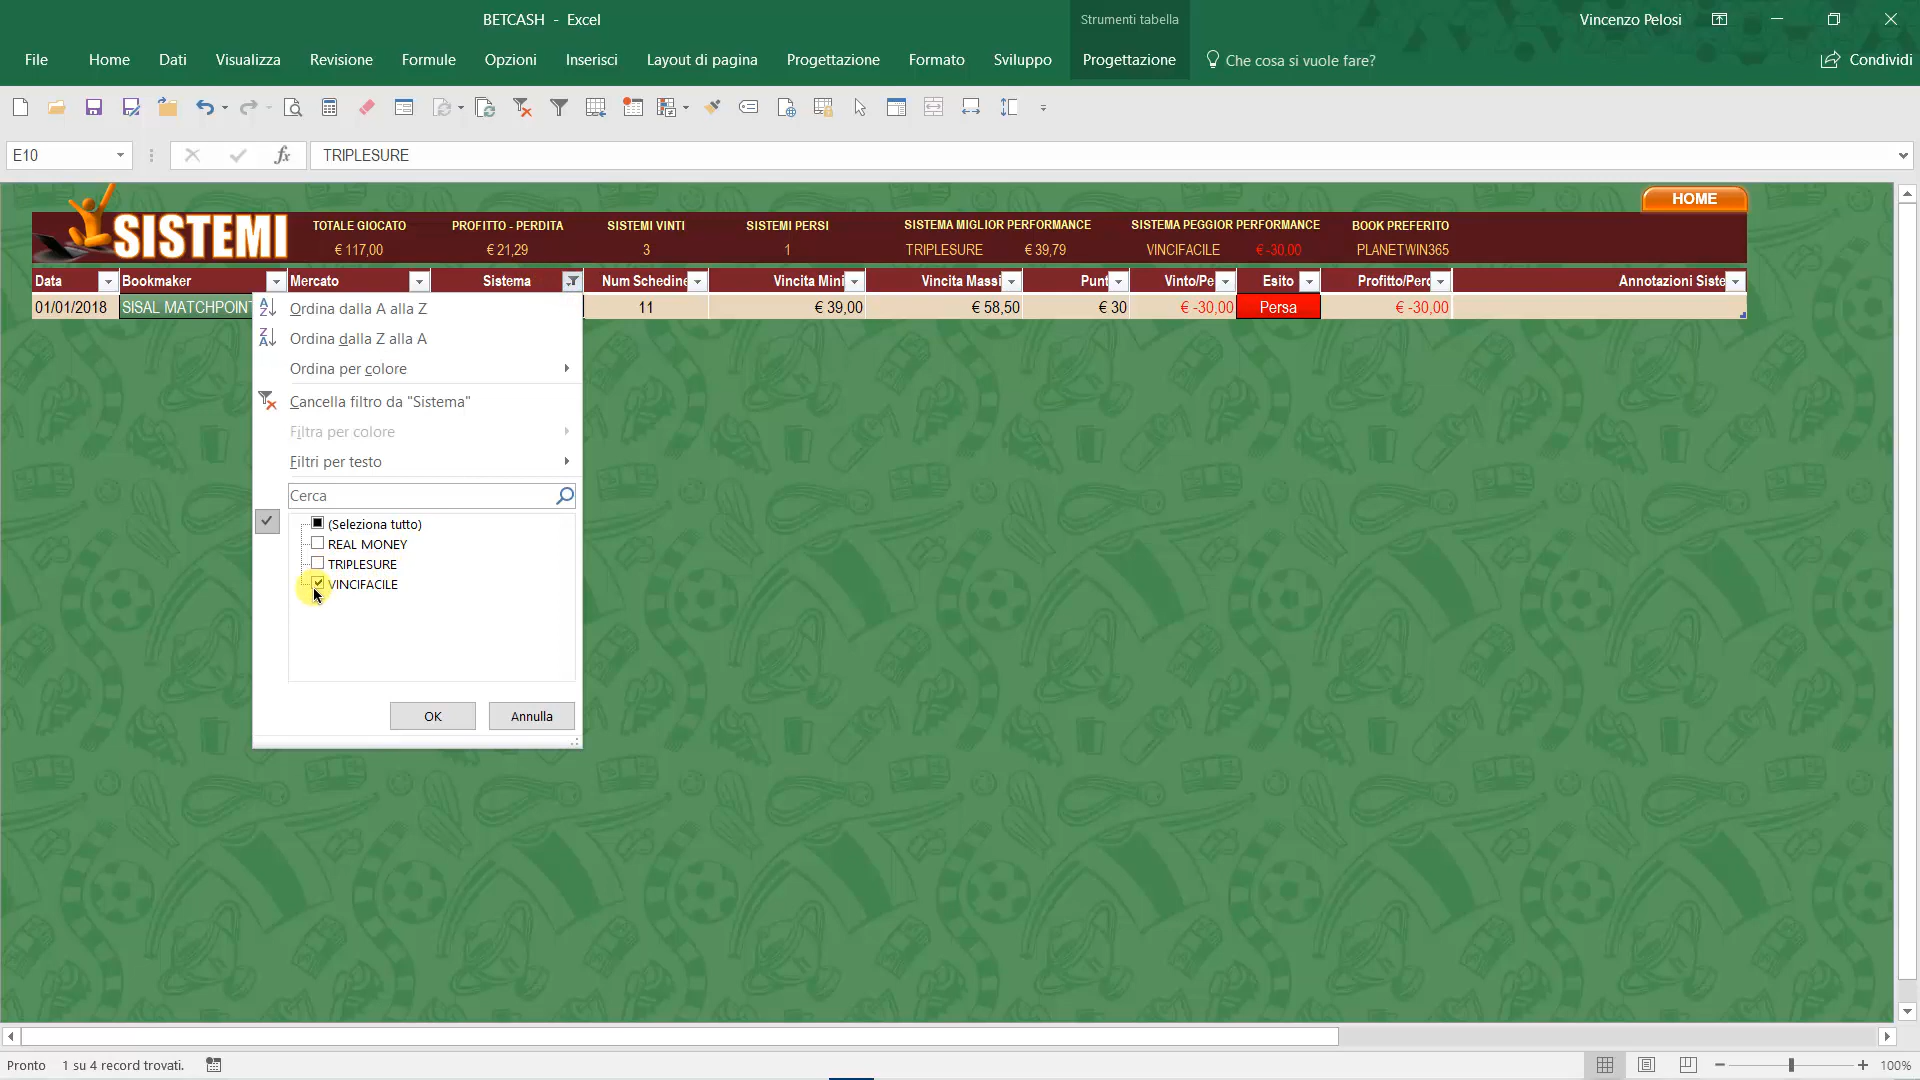 BETCASH - Excel
Strumenti tabella
Vincenzo Pelosi
File Home Dati Visualizza Revisione Formule Opzioni Inserisci Layout di pagina Progettazione Formato Sviluppo Progettazione Che cosa si vuole fare? Condividi
E10 fx TRIPLESURE
HOME
SISTEMI
TOTALE GIOCATO PROFITTO - PERDITA SISTEMI VINTI SISTEMI PERSI SISTEMA MIGLIOR PERFORMANCE SISTEMA PEGGIOR PERFORMANCE BOOK PREFERITO
€ 117,00 € 21,29 3 1 TRIPLESURE € 39,79 VINCIFACILE € -30,00 PLANETWIN365
Data Bookmaker Mercato Sistema Num Schedine Vincita Mini Vincita Massi Punt Vinto/Pe Esito Profitto/Perd Annotazioni Siste
01/01/2018 SISAL MATCHPOINT 11 € 39,00 € 58,50 € 30 € -30,00 Persa € -30,00
Ordina dalla A alla Z
Ordina dalla Z alla A
Ordina per colore
Cancella filtro da "Sistema"
Filtra per colore
Filtri per testo
Cerca
(Seleziona tutto)
REAL MONEY
TRIPLESURE
VINCIFACILE
OK Annulla
Pronto 1 su 4 record trovati. 100%